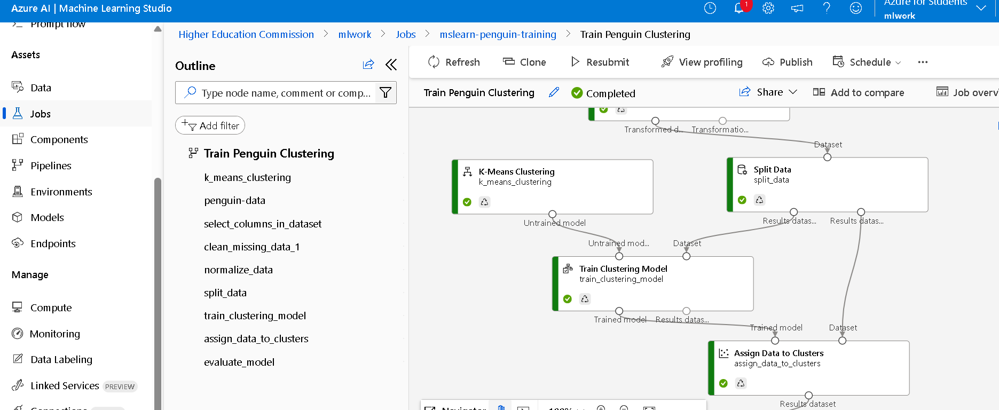 Azure AI | Machine Learning Studio
1
Azure for Students
mlwork
Prompt flow
Assets
Data
Jobs
Components
Pipelines
Environments
Models
Endpoints
Manage
Compute
Monitoring
Data Labeling
Linked Services PREVIEW
Connections
Higher Education Commission > mlwork > Jobs > mslearn-penguin-training > Train Penguin Clustering
Outline
Type node name, comment or comp...
Add filter
Train Penguin Clustering
k_means_clustering
penguin-data
select_columns_in_dataset
clean_missing_data_1
normalize_data
split_data
train_clustering_model
assign_data_to_clusters
evaluate_model
Refresh Clone Resubmit View profiling Publish Schedule ...
Train Penguin Clustering Completed Share Add to compare Job overv
Transformed d... Transformatio...
Dataset
K-Means Clustering
k_means_clustering
Untrained model
Split Data
split_data
Results datas... Results datas...
Untrained mod... Dataset
Train Clustering Model
train_clustering_model
Trained model Results datas...
Trained model Dataset
Assign Data to Clusters
assign_data_to_clusters
Results dataset
Navigator 100%